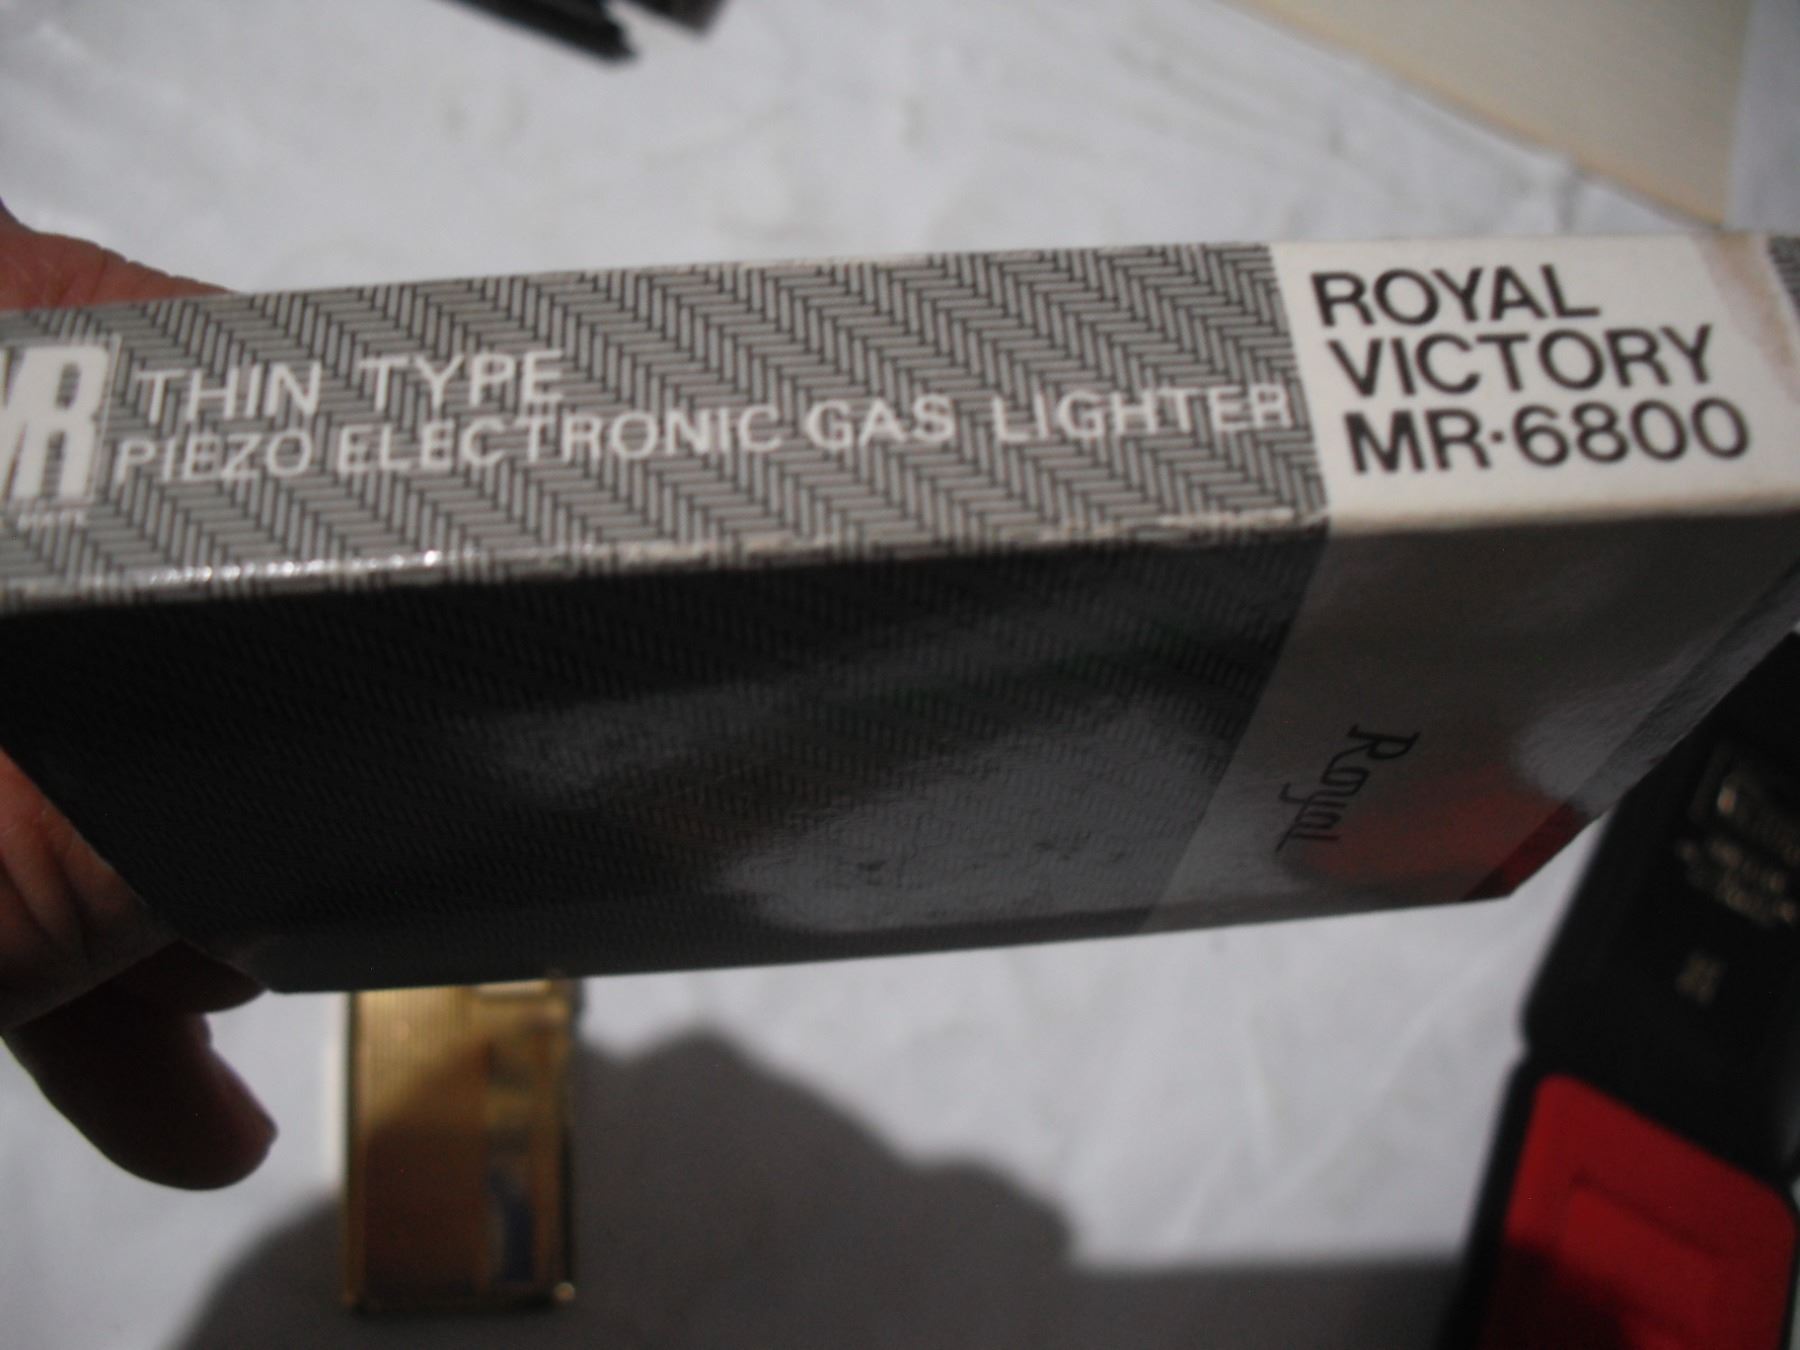 THIN TYPE
PIEZO ELECTRONIC GAS LIGHTER
ROYAL
VICTORY
MR·6800
Royal